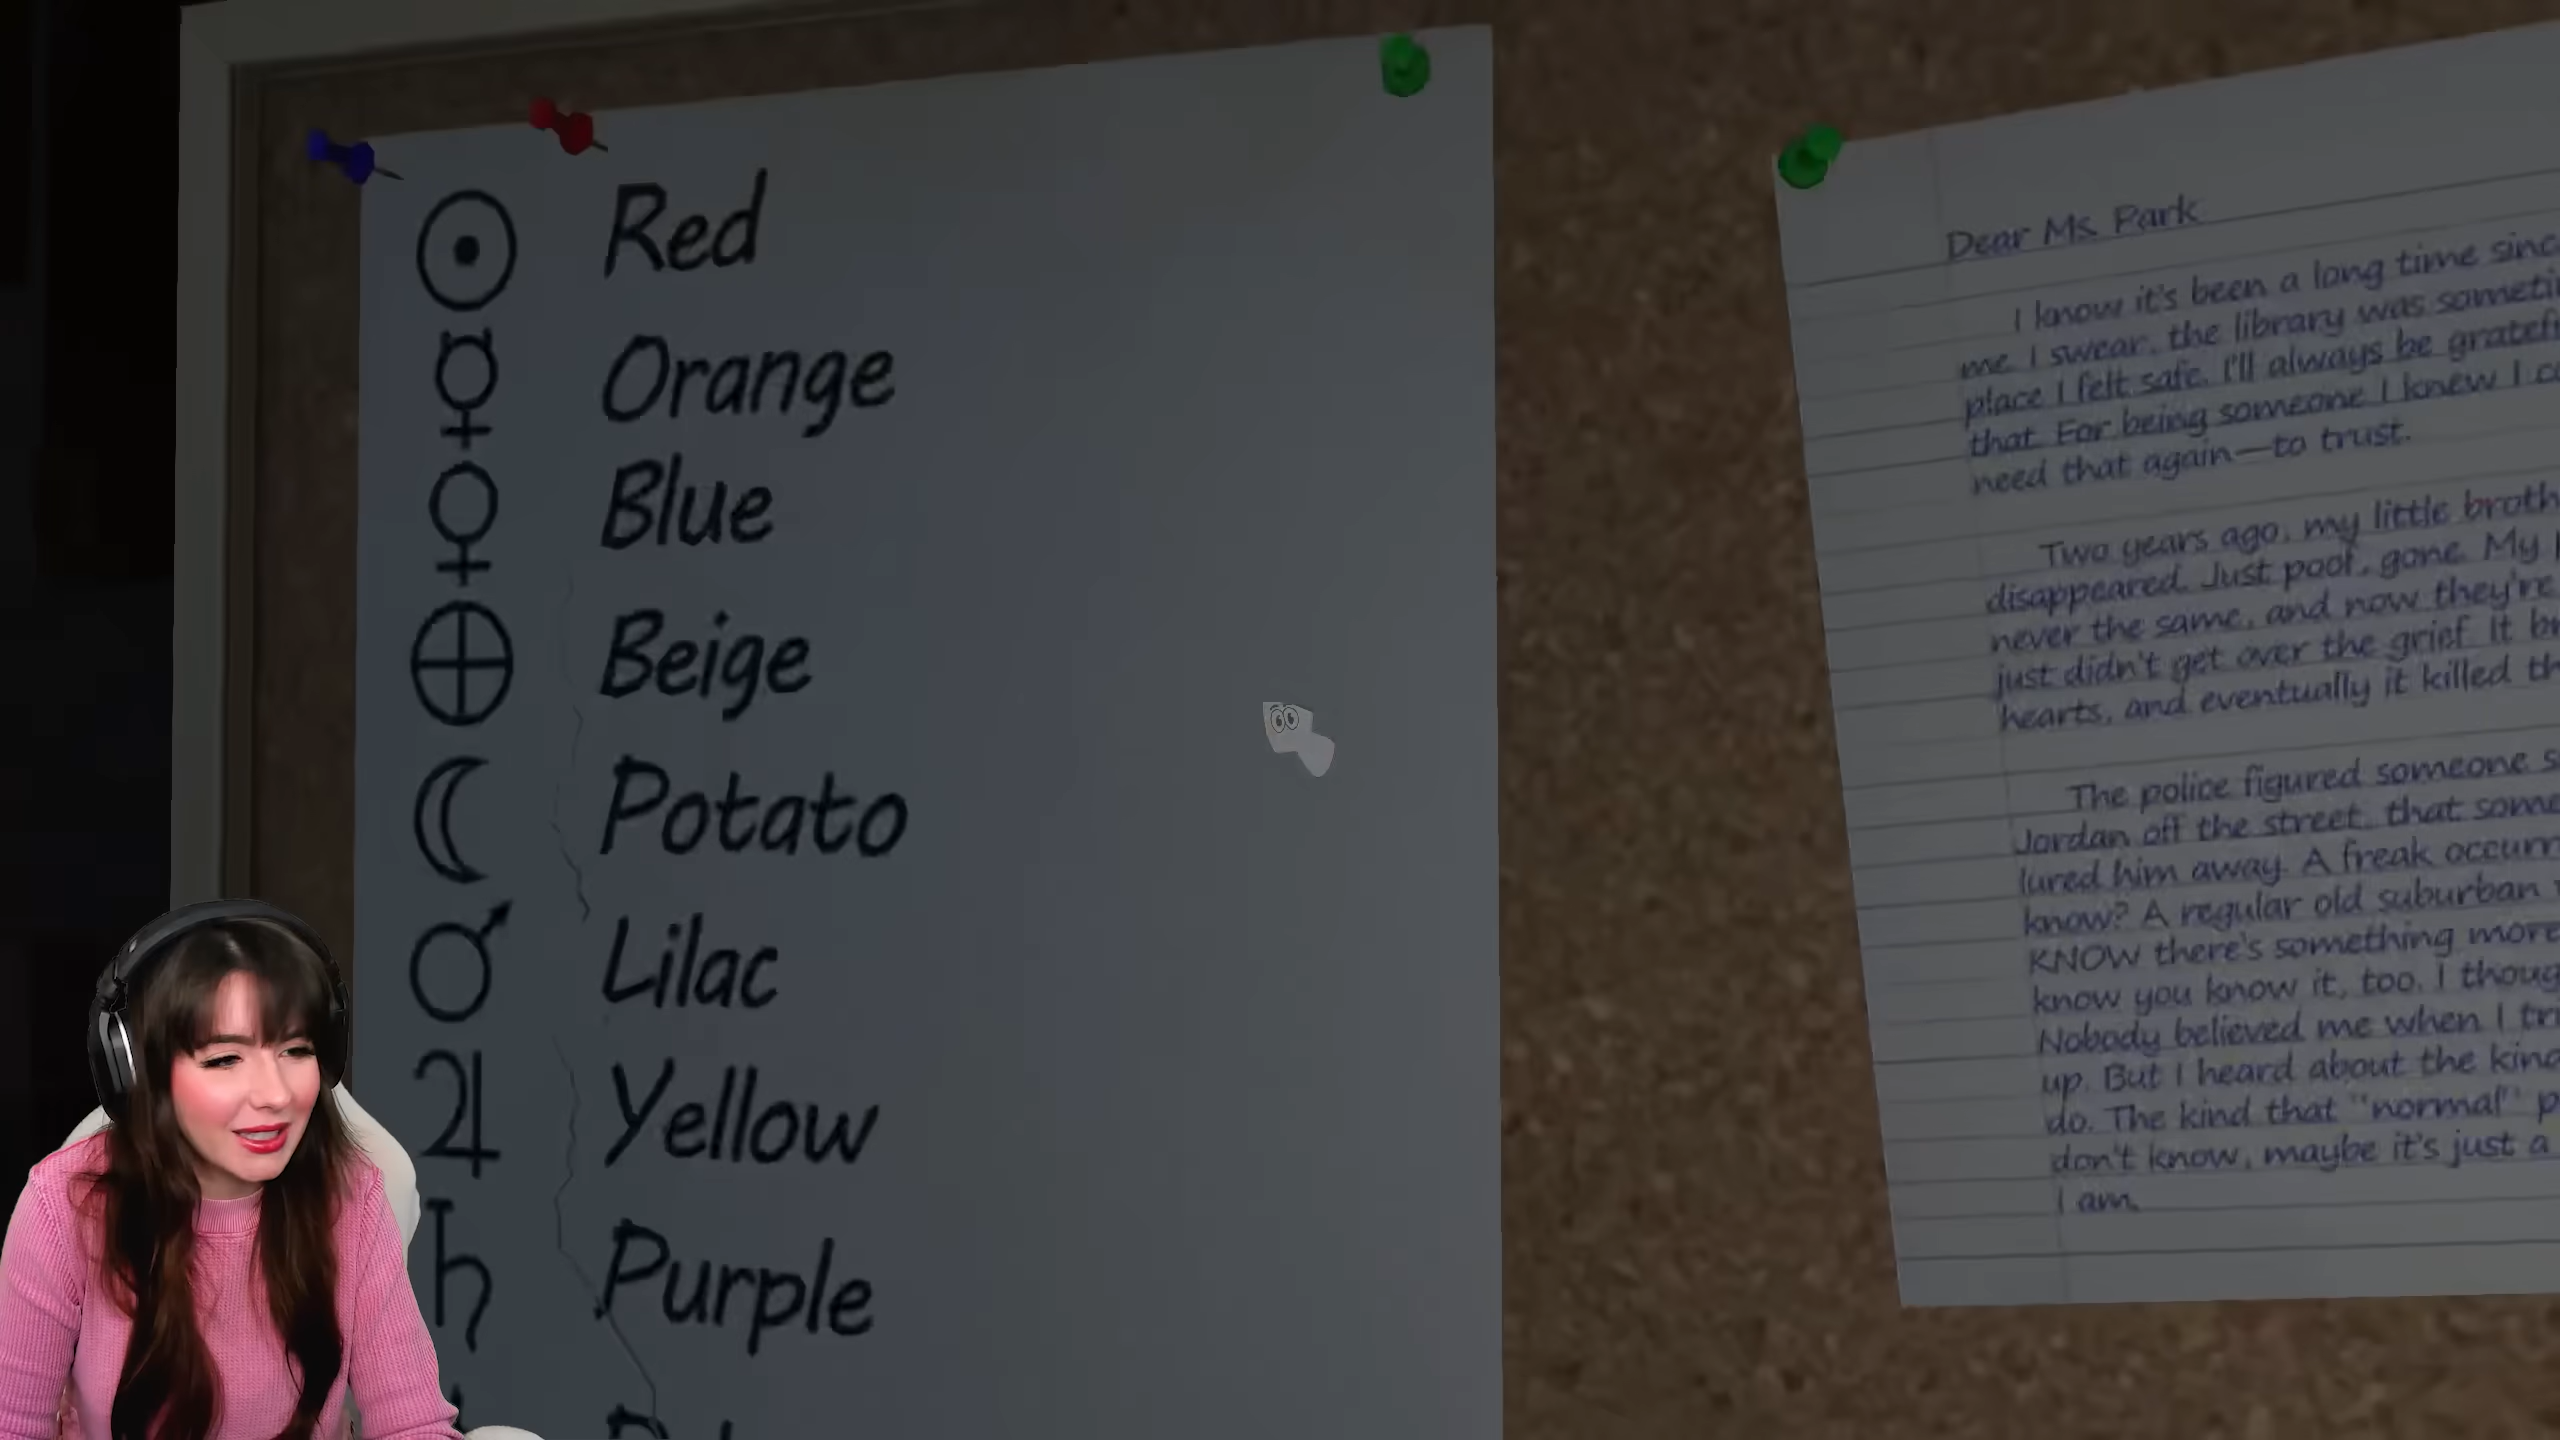 Red
Orange
Blue
Beige
Potato
Lilac
Yellow
Purple
Dear Ms. Park
I know it's been a long time sinc
me. I swear, the library was someti
place I felt safe. I'll always be gratef
that. For being someone I knew I co
need that again—to trust.
Two years ago, my little broth
disappeared. Just poof, gone. My p
never the same, and now they're
just didn't get over the grief. It br
hearts, and eventually it killed th
The police figured someone s
Jordan off the street, that some
lured him away. A freak occurr
know? A regular old suburban
KNOW there's something more
know you know it, too. I thoug
Nobody believed me when I tri
up. But I heard about the kind
do. The kind that "normal" p
don't know, maybe it's just a
I am.